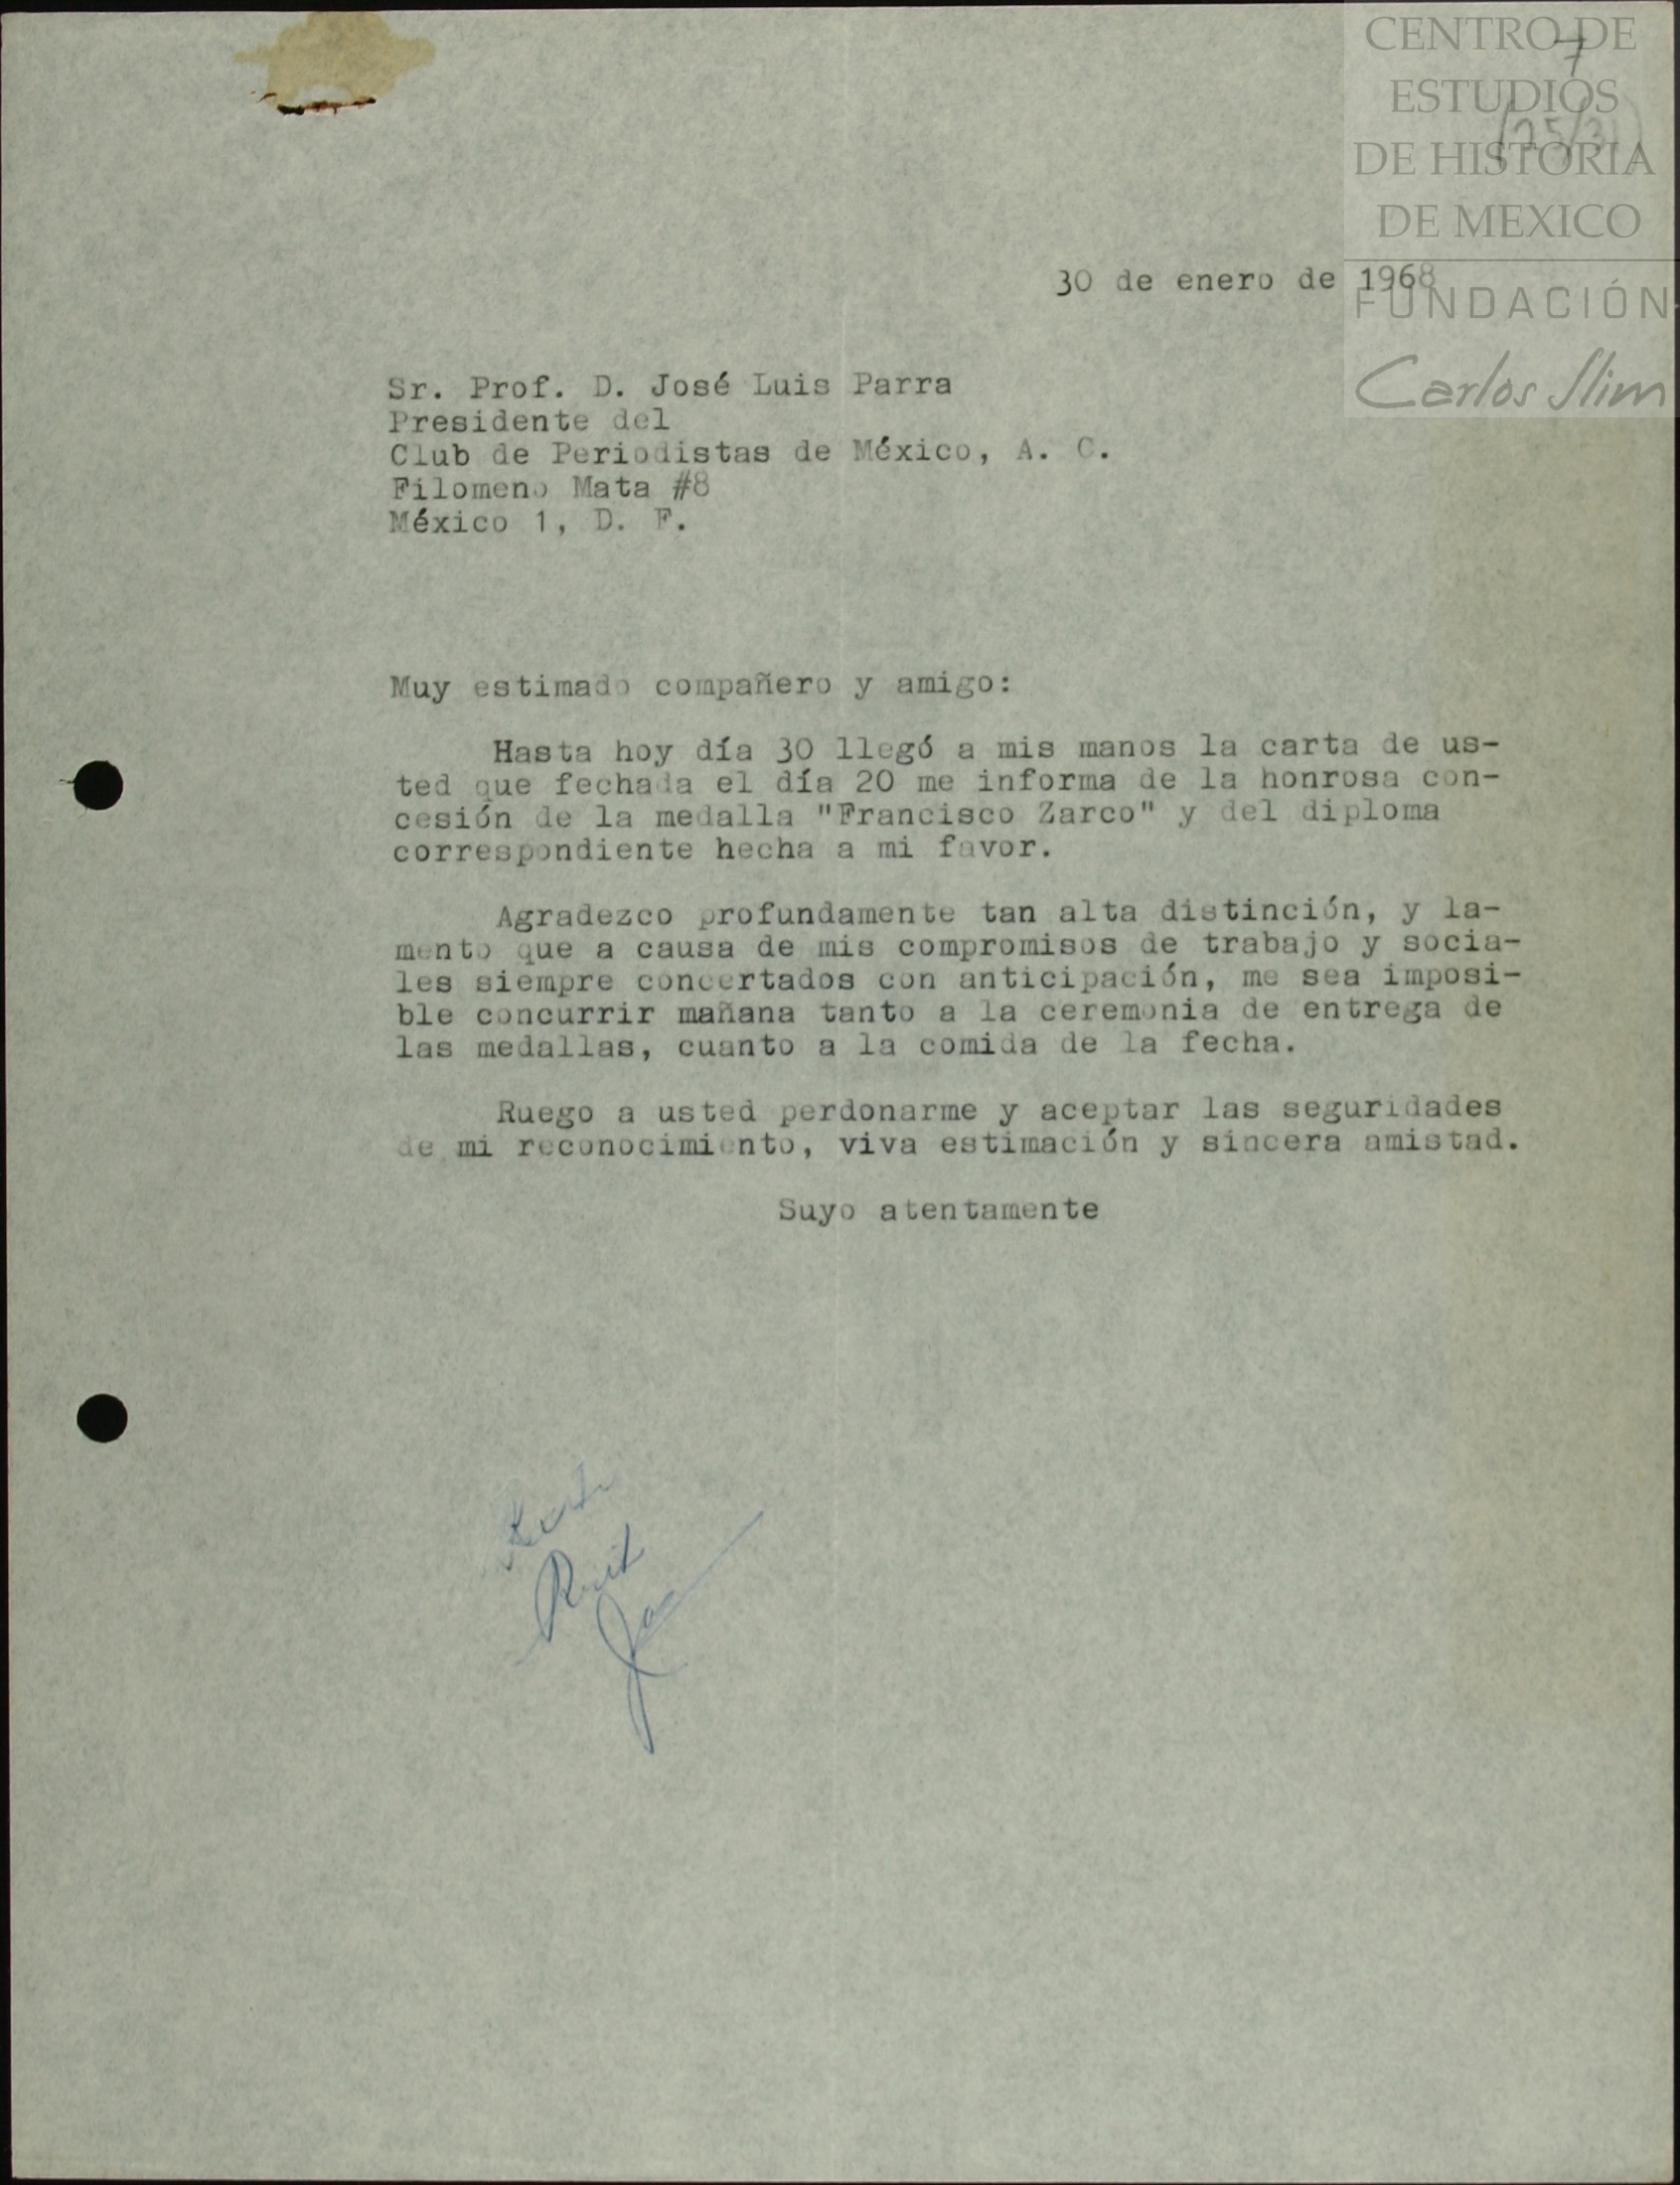 CENTRO DE
ESTUDIOS
DE HISTORIA
DE MEXICO
FUNDACIÓN
Carlos Slim
7
30 de enero de 1968
Sr. Prof. D. José Luis Parra
Presidente del
Club de Periodistas de México, A. C.
Filomeno Mata #8
México 1, D. F.
Muy estimado compañero y amigo:
Hasta hoy día 30 llegó a mis manos la carta de us-
ted que fechada el día 20 me informa de la honrosa con-
cesión de la medalla "Francisco Zarco" y del diploma
correspondiente hecha a mi favor.
Agradezco profundamente tan alta distinción, y la-
mento que a causa de mis compromisos de trabajo y socia-
les siempre concertados con anticipación, me sea imposi-
ble concurrir mañana tanto a la ceremonia de entrega de
las medallas, cuanto a la comida de la fecha.
Ruego a usted perdonarme y aceptar las seguridades
de mi reconocimiento, viva estimación y sincera amistad.
Suyo atentamente